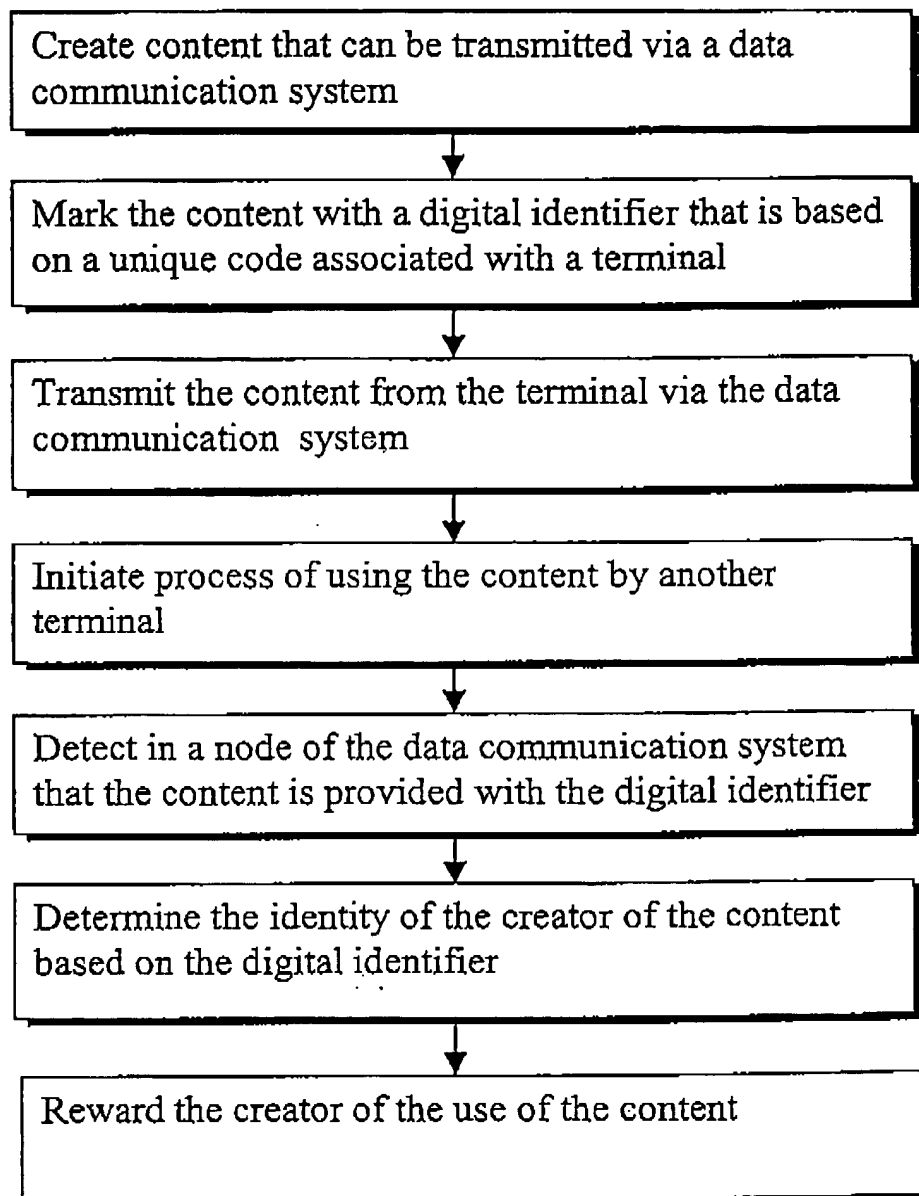 Create content that can be transmitted via a data
communication system
Mark the content with a digital identifier that is based
on a unique code associated with a terminal
Transmit the content from the terminal via the data
communication system
Initiate process of using the content by another
terminal
Detect in a node of the data communication system
that the content is provided with the digital identifier
Determine the identity of the creator of the content
based on the digital identifier
Reward the creator of the use of the content